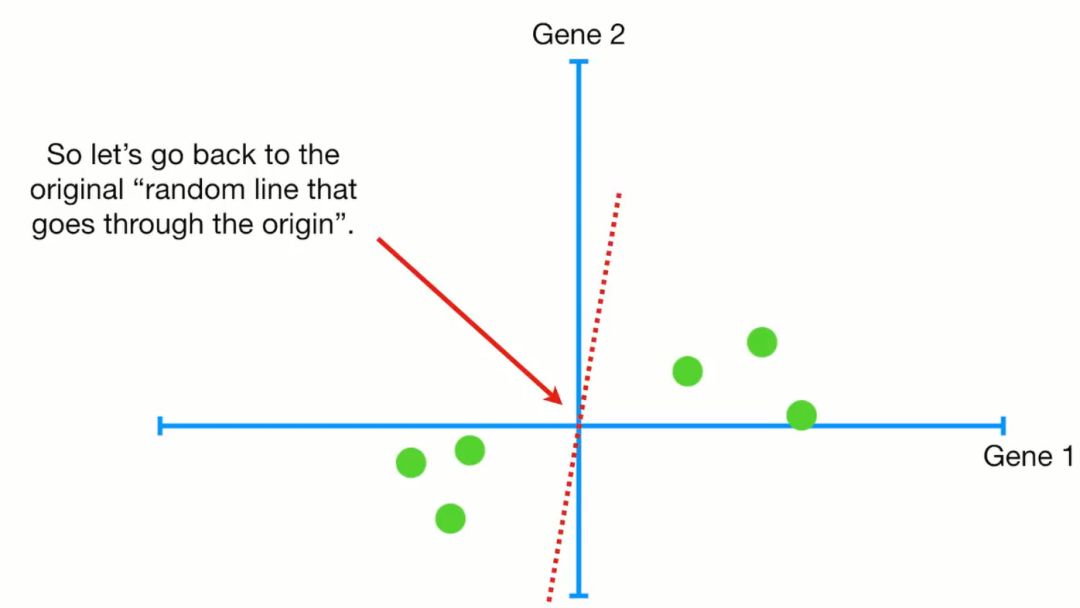 Gene 2
So let’s go back to the
original “random line that
goes through the origin”.
Gene 1